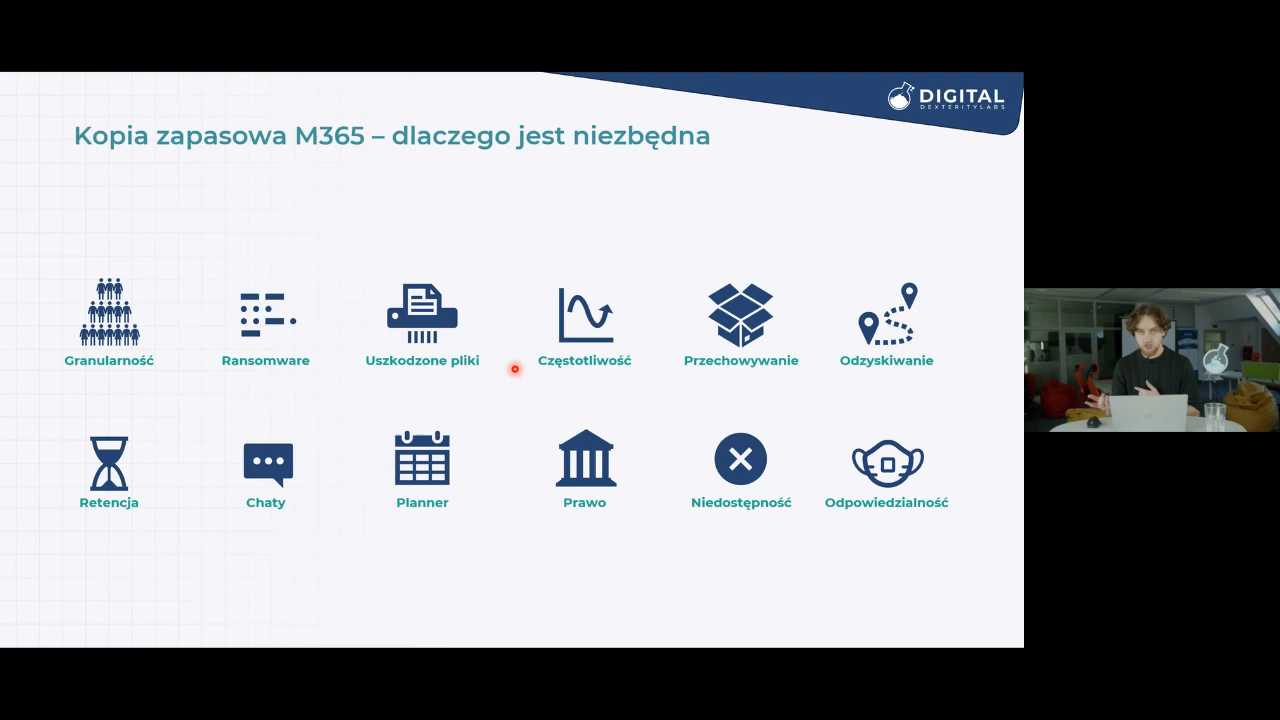 DIGITAL
DEXTERITYLABS
Kopia zapasowa M365 – dlaczego jest niezbędna
Granularność
Ransomware
Uszkodzone pliki
Częstotliwość
Przechowywanie
Odzyskiwanie
Retencja
Chaty
Planner
Prawo
Niedostępność
Odpowiedzialność